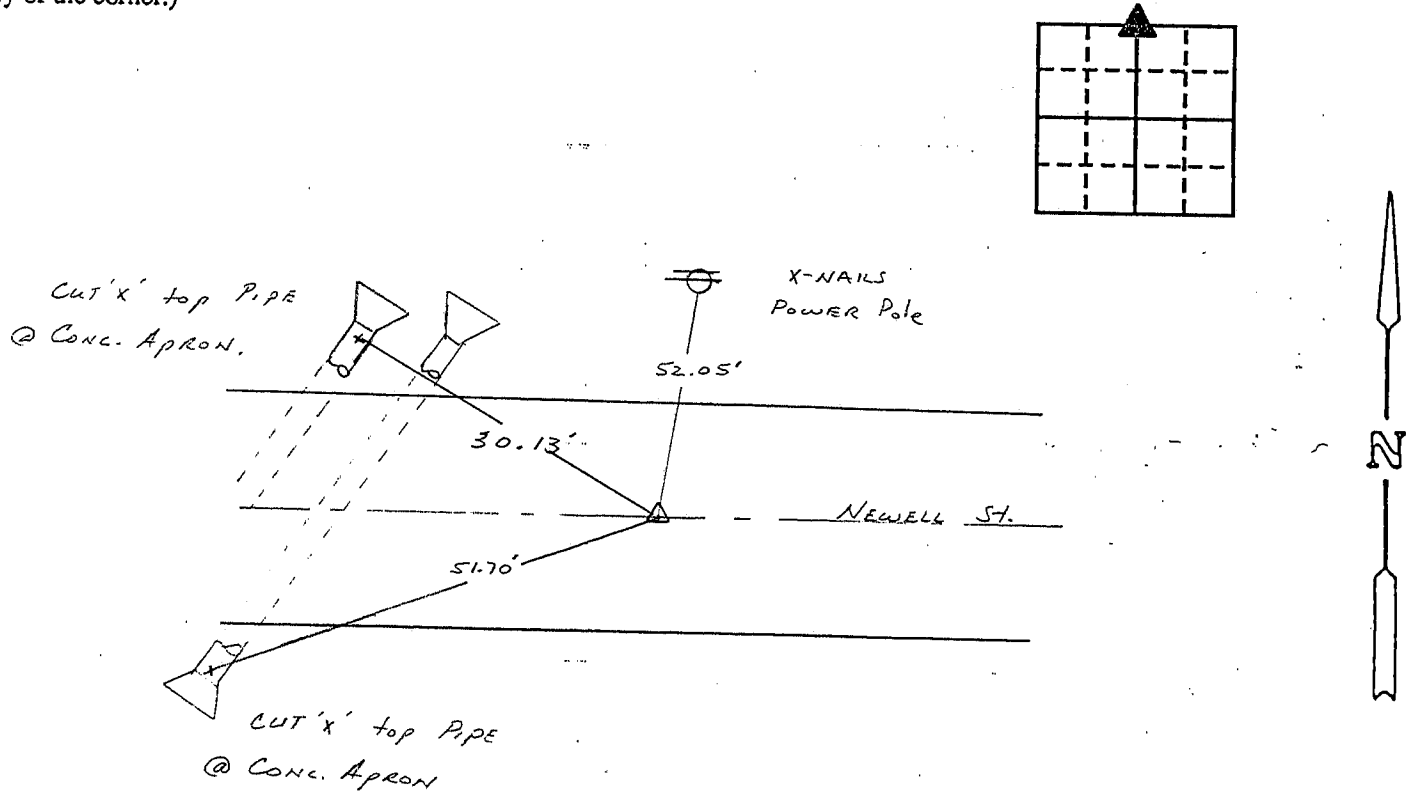 y of the corner.)
CUT 'X' top PIPE
@ CONC. APRON.
X-NAILS
POWER Pole
52.05'
30.13'
N
NEWELL St.
51.70'
CUT 'X' top PIPE
@ CONC. APRON